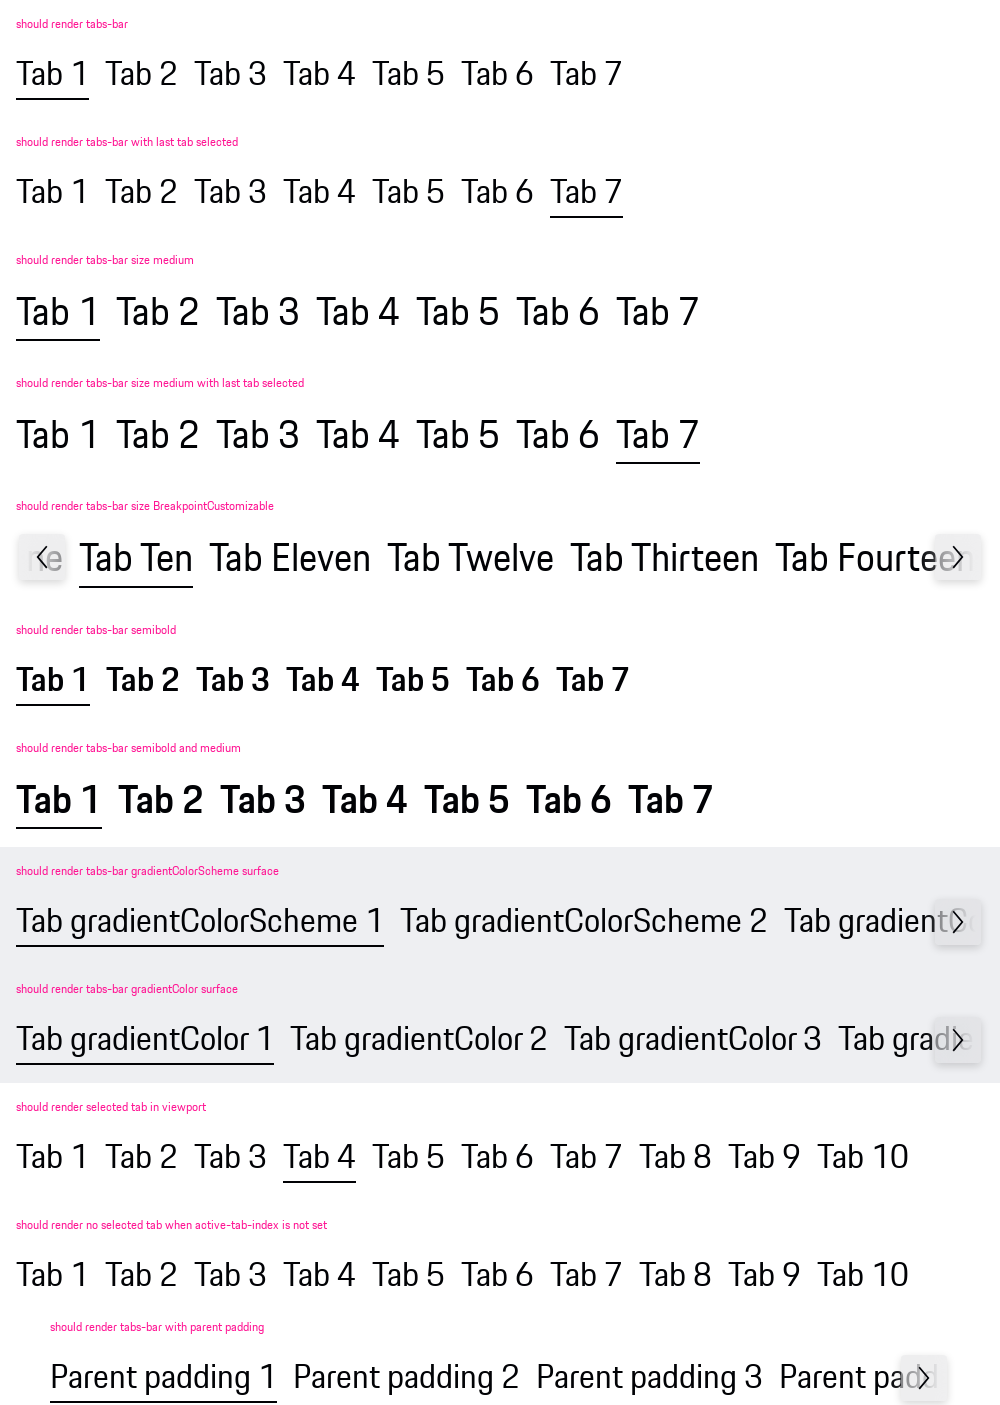 should render tabs-bar
Tab 1 Tab 2 Tab 3 Tab 4 Tab 5 Tab 6 Tab 7
should render tabs-bar with last tab selected
Tab 1 Tab 2 Tab 3 Tab 4 Tab 5 Tab 6 Tab 7
should render tabs-bar size medium
Tab 1 Tab 2 Tab 3 Tab 4 Tab 5 Tab 6 Tab 7
should render tabs-bar size medium with last tab selected
Tab 1 Tab 2 Tab 3 Tab 4 Tab 5 Tab 6 Tab 7
should render tabs-bar size BreakpointCustomizable
ne Tab Ten Tab Eleven Tab Twelve Tab Thirteen Tab Fourteen
should render tabs-bar semibold
Tab 1 Tab 2 Tab 3 Tab 4 Tab 5 Tab 6 Tab 7
should render tabs-bar semibold and medium
Tab 1 Tab 2 Tab 3 Tab 4 Tab 5 Tab 6 Tab 7
should render tabs-bar gradientColorScheme surface
Tab gradientColorScheme 1 Tab gradientColorScheme 2 Tab gradientCo
should render tabs-bar gradientColor surface
Tab gradientColor 1 Tab gradientColor 2 Tab gradientColor 3 Tab gradie
should render selected tab in viewport
Tab 1 Tab 2 Tab 3 Tab 4 Tab 5 Tab 6 Tab 7 Tab 8 Tab 9 Tab 10
should render no selected tab when active-tab-index is not set
Tab 1 Tab 2 Tab 3 Tab 4 Tab 5 Tab 6 Tab 7 Tab 8 Tab 9 Tab 10
should render tabs-bar with parent padding
Parent padding 1 Parent padding 2 Parent padding 3 Parent padd